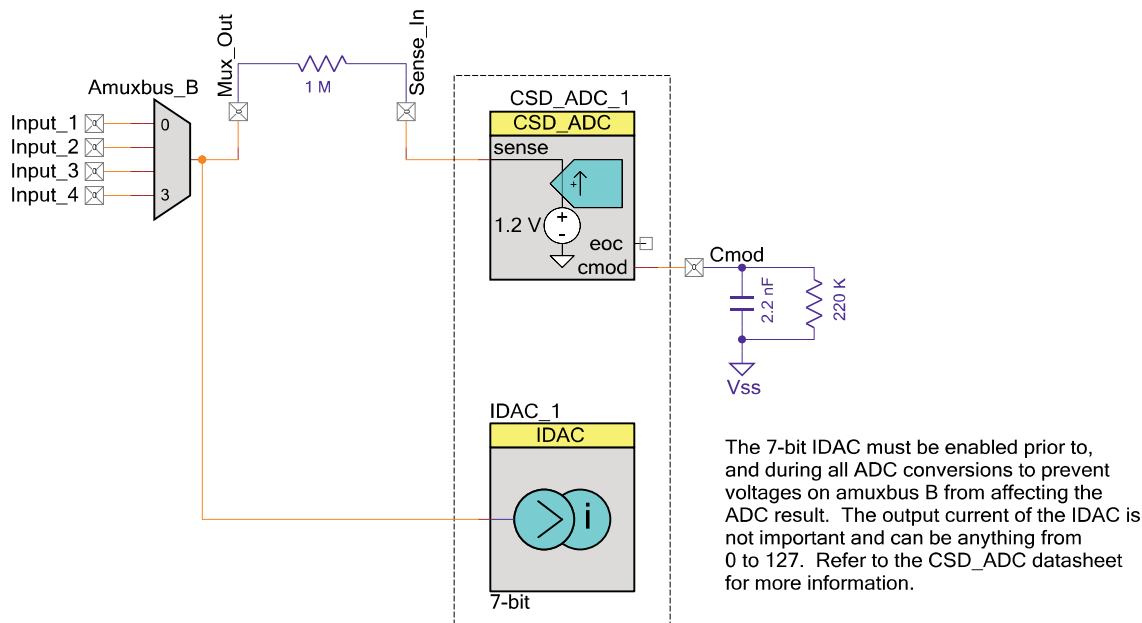 Mux_Out
Sense_In
1 M
Amuxbus_B
Input_1
Input_2
Input_3
Input_4
0
3
CSD_ADC_1
CSD_ADC
sense
+
1.2 V
+
-
eoc
cmod
Cmod
2.2 nF
220 K
Vss
IDAC_1
IDAC
i
7-bit
The 7-bit IDAC must be enabled prior to,
and during all ADC conversions to prevent
voltages on amuxbus B from affecting the
ADC result. The output current of the IDAC is
not important and can be anything from
0 to 127. Refer to the CSD_ADC datasheet
for more information.